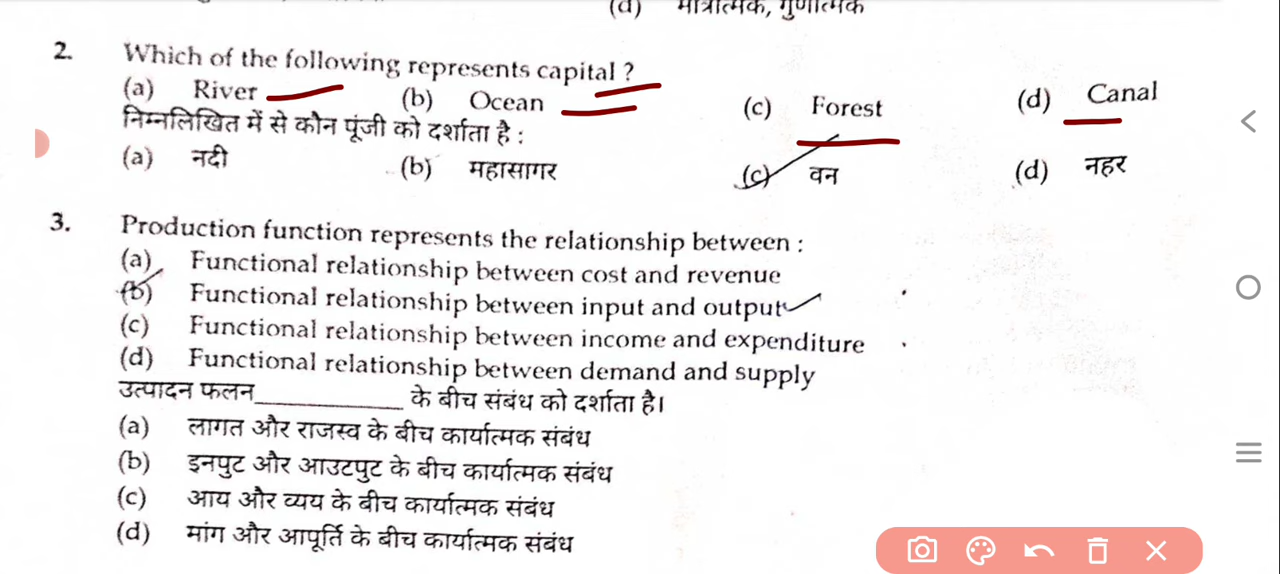 (d) मात्रात्मक, गुणात्मक
2. Which of the following represents capital ?
(a) River (b) Ocean (c) Forest (d) Canal
निम्नलिखित में से कौन पूंजी को दर्शाता है :
(a) नदी (b) महासागर (c) वन (d) नहर
3. Production function represents the relationship between :
(a) Functional relationship between cost and revenue
(b) Functional relationship between input and output
(c) Functional relationship between income and expenditure
(d) Functional relationship between demand and supply
उत्पादन फलन____________ के बीच संबंध को दर्शाता है।
(a) लागत और राजस्व के बीच कार्यात्मक संबंध
(b) इनपुट और आउटपुट के बीच कार्यात्मक संबंध
(c) आय और व्यय के बीच कार्यात्मक संबंध
(d) मांग और आपूर्ति के बीच कार्यात्मक संबंध